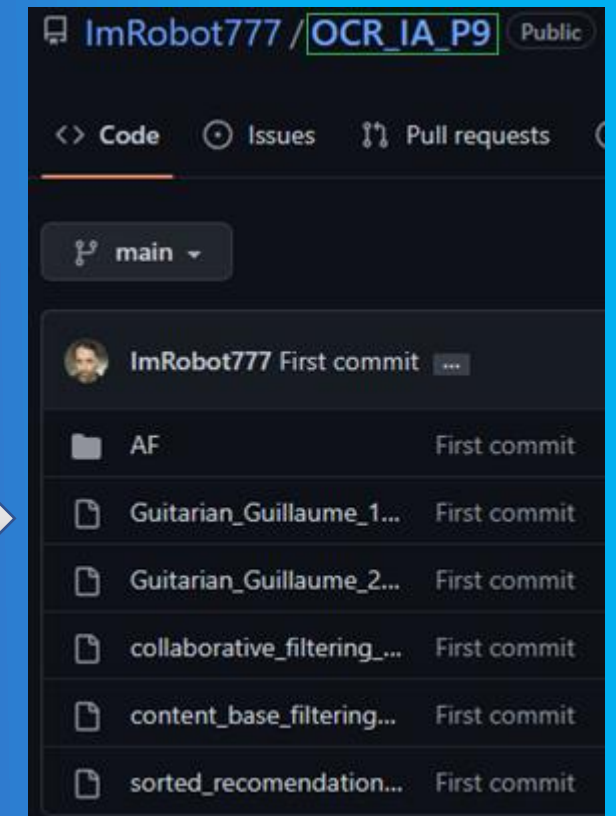 ImRobot777 / OCR_IA_P9 Public
<> Code Issues Pull requests
main
ImRobot777 First commit ...
AF First commit
Guitarian_Guillaume_1... First commit
Guitarian_Guillaume_2... First commit
collaborative_filtering_... First commit
content_base_filtering... First commit
sorted_recomendation... First commit